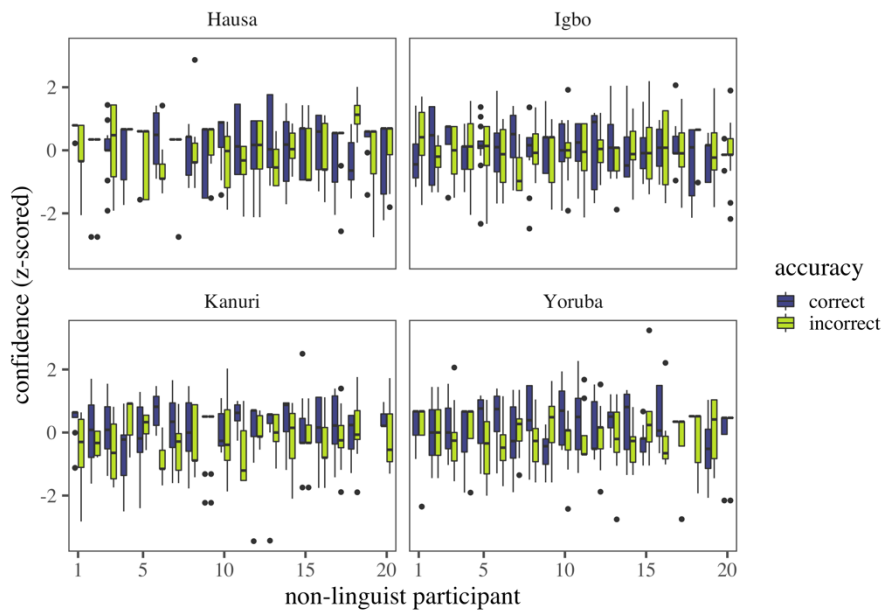 Hausa
Igbo
2
0
-2
Kanuri
Yoruba
2
0
-2
1
5
10
15
20
1
5
10
15
20
confidence (z-scored)
non-linguist participant
accuracy
correct
incorrect